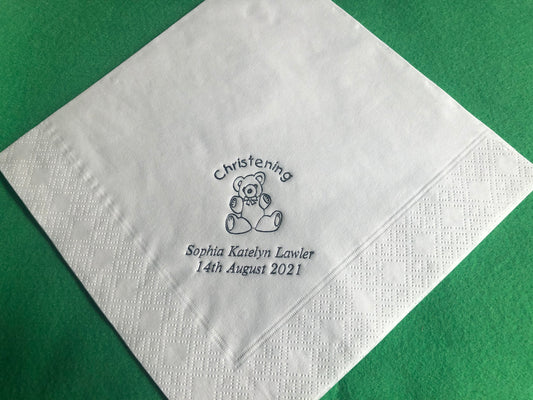 Christening
Sophia Katelyn Lawler
14th August 2021